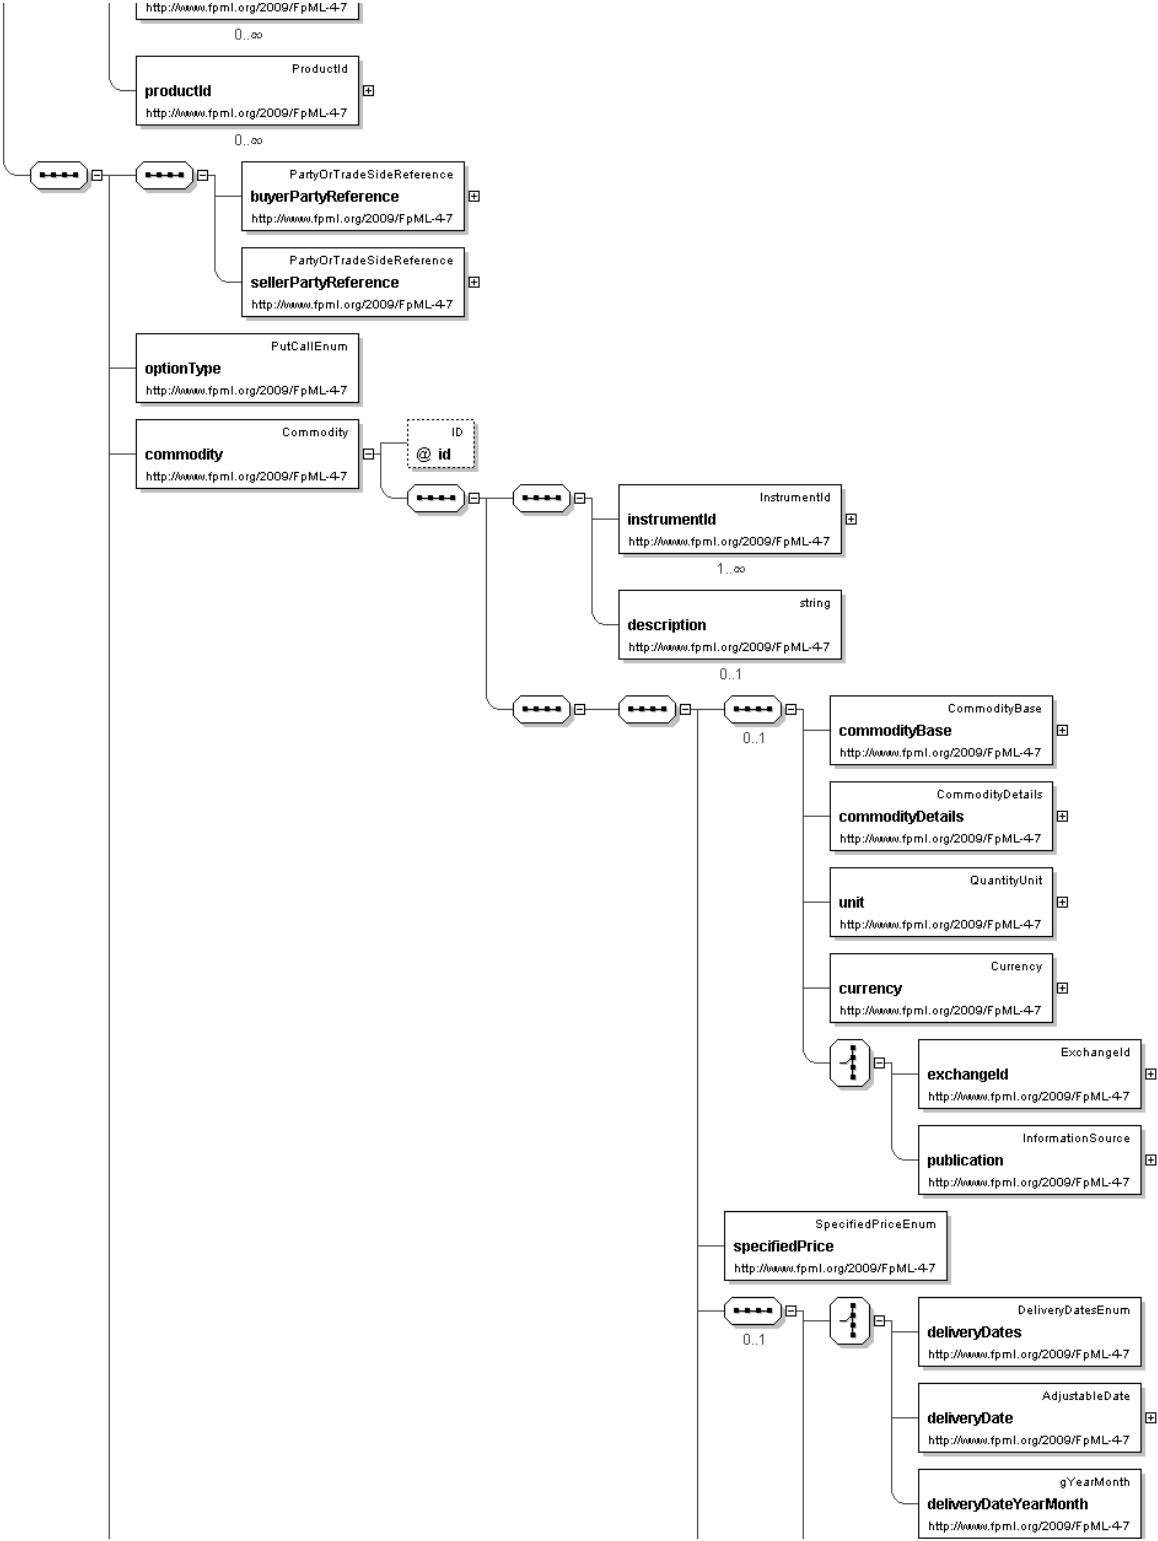 http://www.fpml.org/2009/FpML-4-7
0..∞
ProductId
productId
http://www.fpml.org/2009/FpML-4-7
0..∞
PartyOrTradeSideReference
buyerPartyReference
http://www.fpml.org/2009/FpML-4-7
PartyOrTradeSideReference
sellerPartyReference
http://www.fpml.org/2009/FpML-4-7
PutCallEnum
optionType
http://www.fpml.org/2009/FpML-4-7
Commodity
commodity
http://www.fpml.org/2009/FpML-4-7
ID
@ id
InstrumentId
instrumentId
http://www.fpml.org/2009/FpML-4-7
1..∞
string
description
http://www.fpml.org/2009/FpML-4-7
0..1
0..1
CommodityBase
commodityBase
http://www.fpml.org/2009/FpML-4-7
CommodityDetails
commodityDetails
http://www.fpml.org/2009/FpML-4-7
QuantityUnit
unit
http://www.fpml.org/2009/FpML-4-7
Currency
currency
http://www.fpml.org/2009/FpML-4-7
ExchangeId
exchangeId
http://www.fpml.org/2009/FpML-4-7
InformationSource
publication
http://www.fpml.org/2009/FpML-4-7
SpecifiedPriceEnum
specifiedPrice
http://www.fpml.org/2009/FpML-4-7
0..1
DeliveryDatesEnum
deliveryDates
http://www.fpml.org/2009/FpML-4-7
AdjustableDate
deliveryDate
http://www.fpml.org/2009/FpML-4-7
gYearMonth
deliveryDateYearMonth
http://www.fpml.org/2009/FpML-4-7